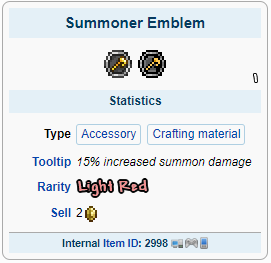 Summoner Emblem
Statistics
Type Accessory Crafting material
Tooltip 15% increased summon damage
Rarity Light Red
Sell 2
Internal Item ID: 2998